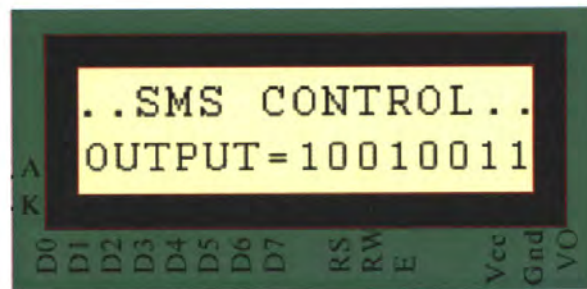 ..SMS CONTROL..
OUTPUT=10010011
.A
.K
D0 D1 D2 D3 D4 D5 D6 D7 RS RW E Vcc Gnd VO